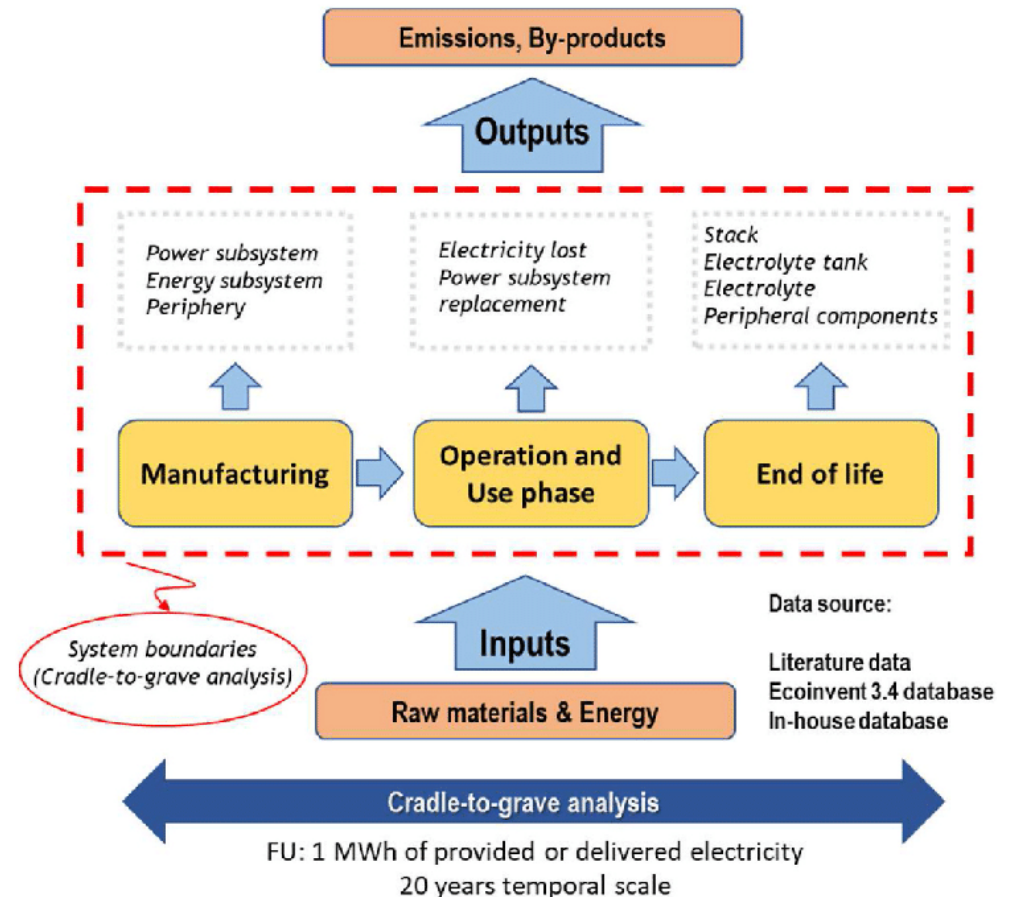 Emissions, By-products
Outputs
Power subsystem
Energy subsystem
Periphery
Electricity lost
Power subsystem
replacement
Stack
Electrolyte tank
Electrolyte
Peripheral components
Manufacturing
Operation and
Use phase
End of life
System boundaries
(Cradle-to-grave analysis)
Inputs
Raw materials & Energy
Data source:
Literature data
Ecoinvent 3.4 database
In-house database
Cradle-to-grave analysis
FU: 1 MWh of provided or delivered electricity
20 years temporal scale